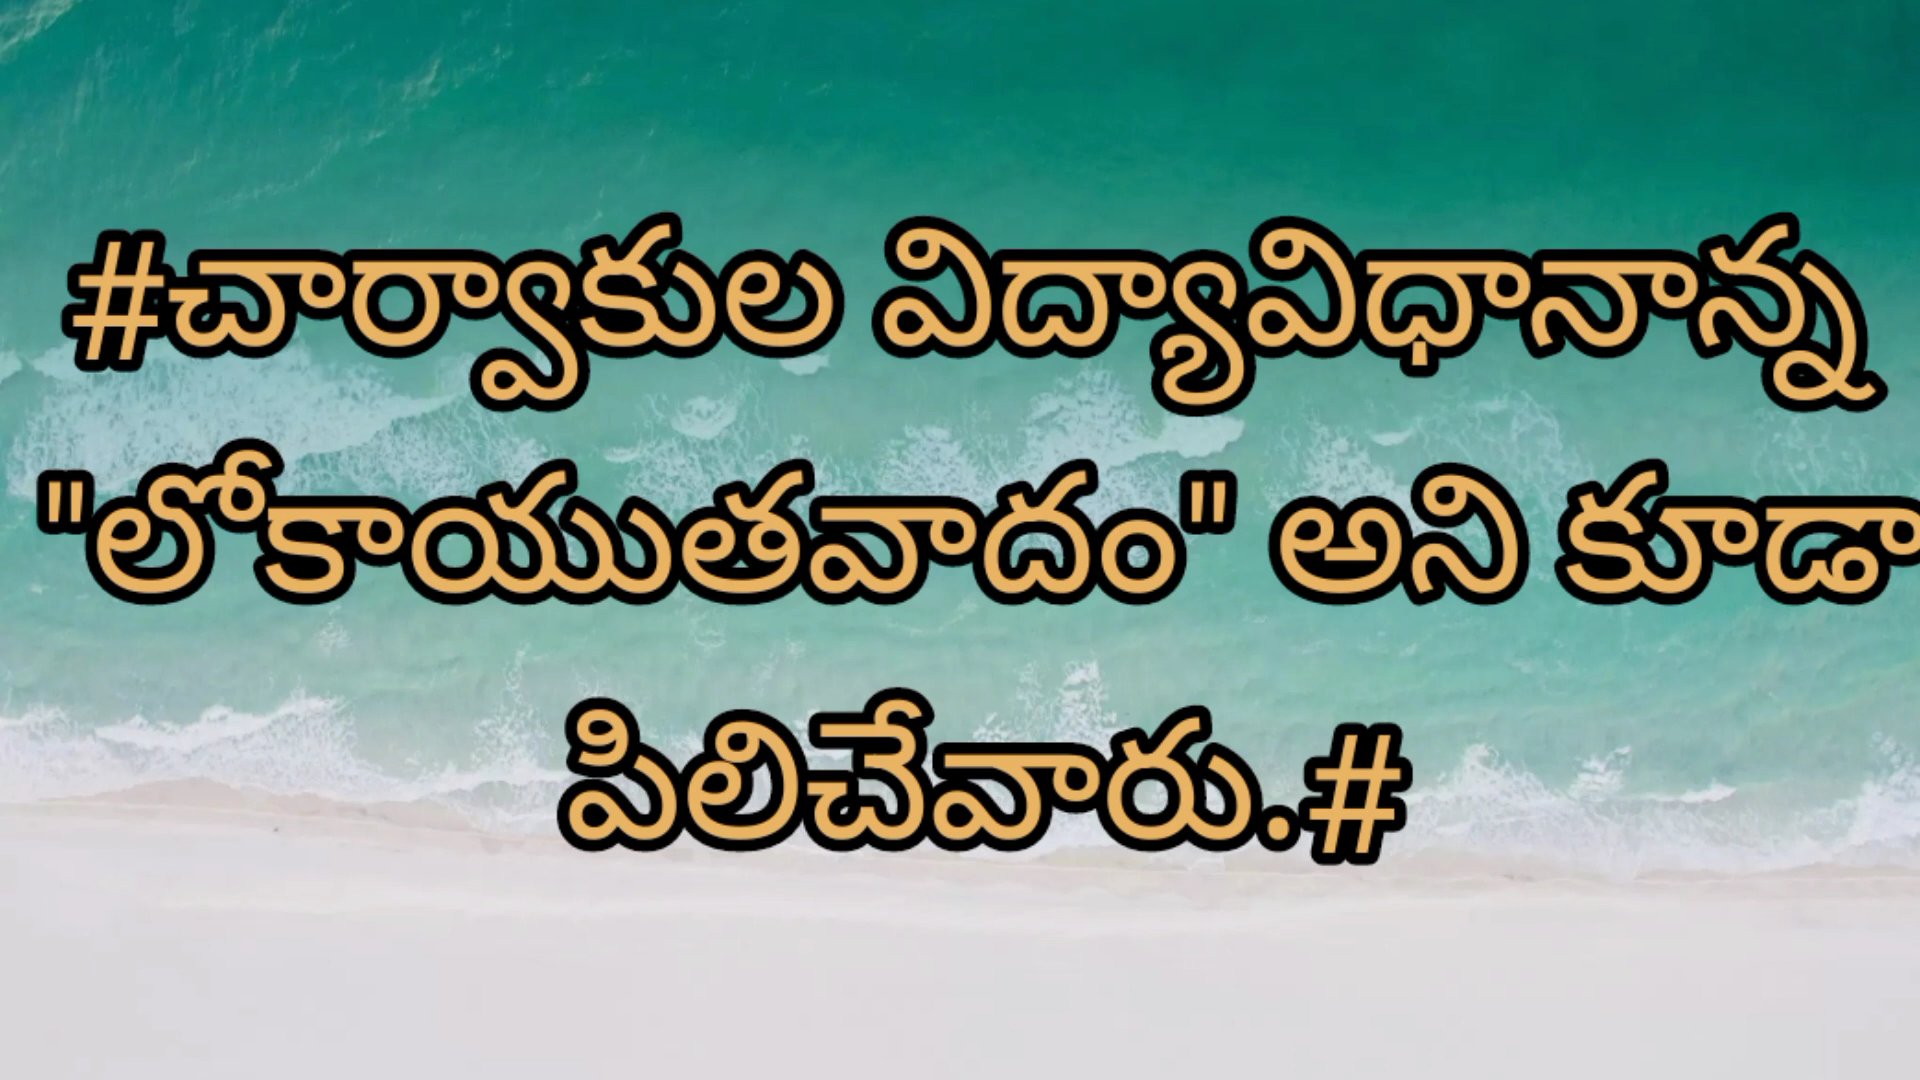 #చార్వాకుల విద్యావిధానాన్న
"లోకాయుతవాదం" అని కూడా
పిలిచేవారు.#